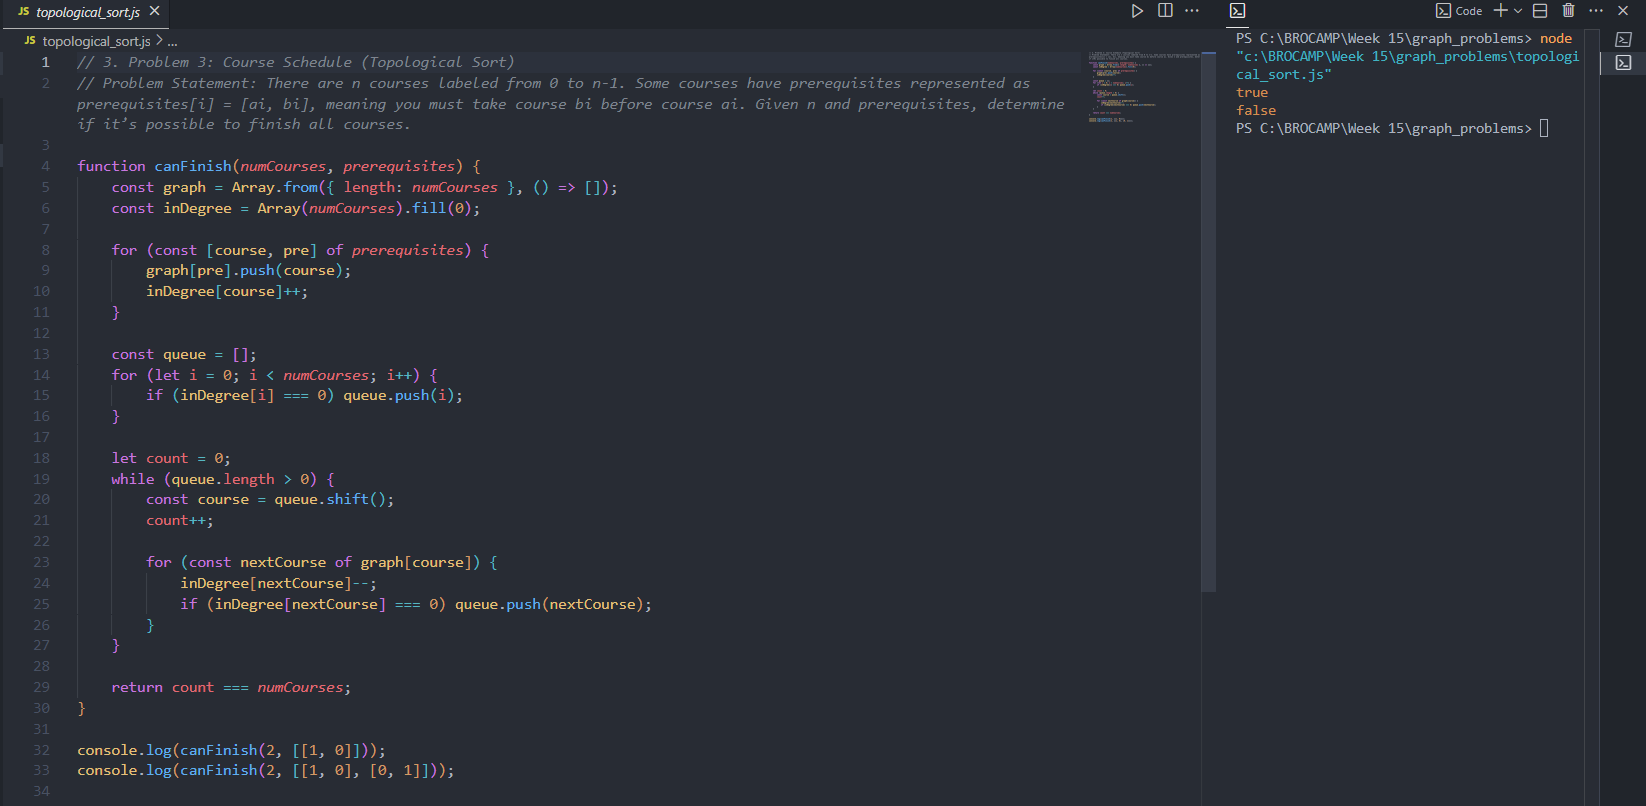 JS topological_sort.js
JS topological_sort.js > ...
1 // 3. Problem 3: Course Schedule (Topological Sort)
2 // Problem Statement: There are n courses labeled from 0 to n-1. Some courses have prerequisites represented as
prerequisites[i] = [ai, bi], meaning you must take course bi before course ai. Given n and prerequisites, determine
if it’s possible to finish all courses.
3
4 function canFinish(numCourses, prerequisites) {
5     const graph = Array.from({ length: numCourses }, () => []);
6     const inDegree = Array(numCourses).fill(0);
7
8     for (const [course, pre] of prerequisites) {
9         graph[pre].push(course);
10         inDegree[course]++;
11     }
12
13     const queue = [];
14     for (let i = 0; i < numCourses; i++) {
15         if (inDegree[i] === 0) queue.push(i);
16     }
17
18     let count = 0;
19     while (queue.length > 0) {
20         const course = queue.shift();
21         count++;
22
23         for (const nextCourse of graph[course]) {
24             inDegree[nextCourse]--;
25             if (inDegree[nextCourse] === 0) queue.push(nextCourse);
26         }
27     }
28
29     return count === numCourses;
30 }
31
32 console.log(canFinish(2, [[1, 0]]));
33 console.log(canFinish(2, [[1, 0], [0, 1]]));
34
Code
PS C:\BROCAMP\Week 15\graph_problems> node
"c:\BROCAMP\Week 15\graph_problems\topologi
cal_sort.js"
true
false
PS C:\BROCAMP\Week 15\graph_problems>